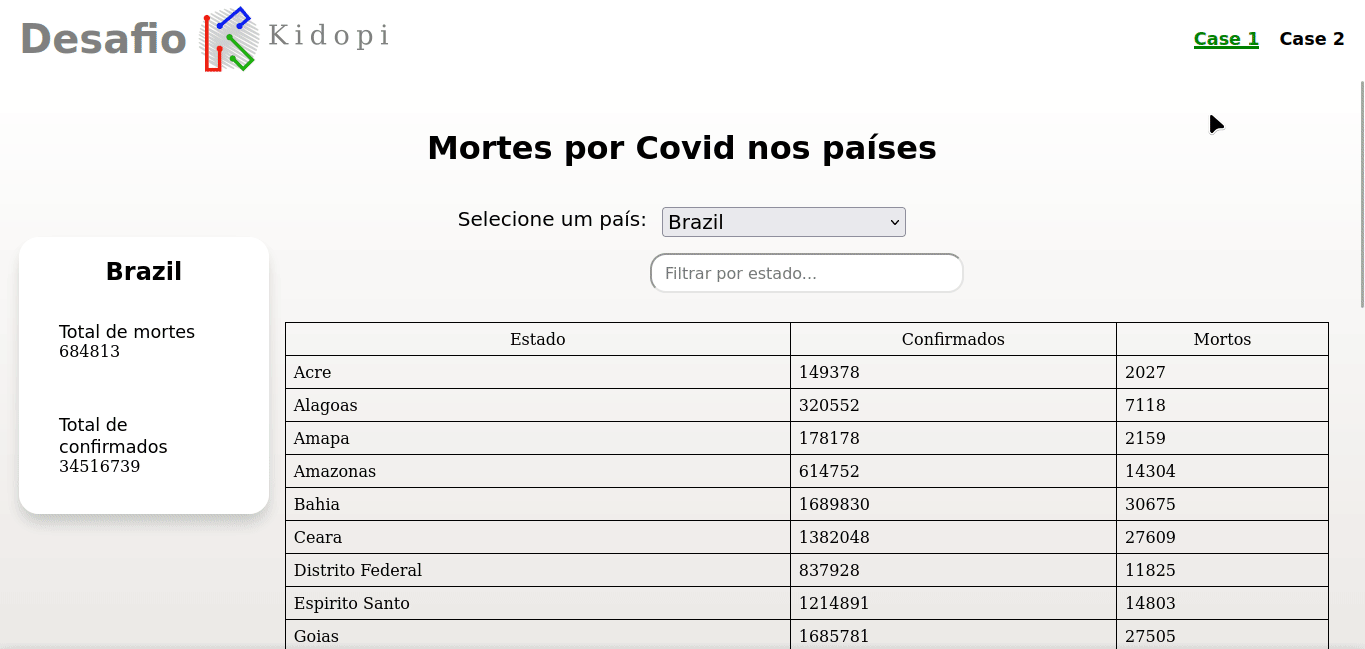 Desafio Kidopi
Case 1 Case 2
Mortes por Covid nos países
Selecione um país: Brazil
Filtrar por estado...
Brazil
Total de mortes
684813
Total de
confirmados
34516739
Estado Confirmados Mortos
Acre 149378 2027
Alagoas 320552 7118
Amapa 178178 2159
Amazonas 614752 14304
Bahia 1689830 30675
Ceara 1382048 27609
Distrito Federal 837928 11825
Espirito Santo 1214891 14803
Goias 1685781 27505